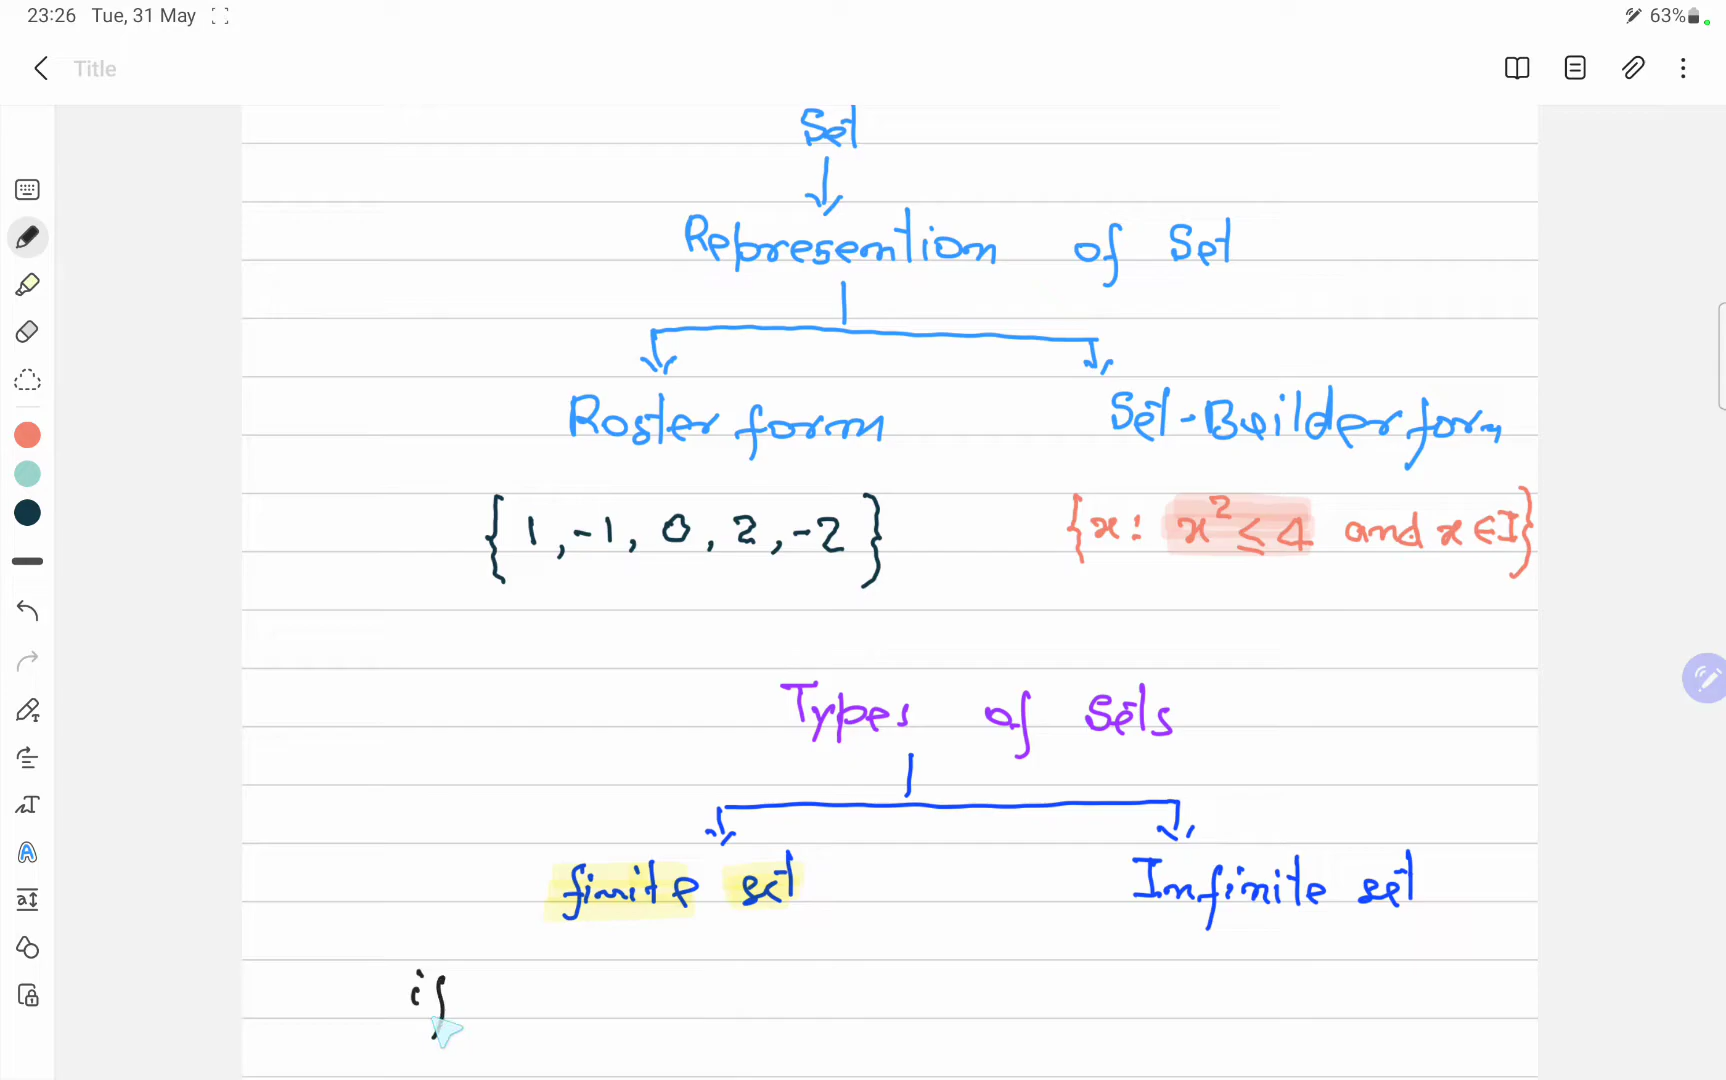 23:26 Tue, 31 May 63%
Title
Set
Represention of Set
Roster form Set-Builder form
{1, -1, 0, 2, -2} {x: x² ≤ 4 and x ∈ I}
Types of Sets
finite set Infinite set
if